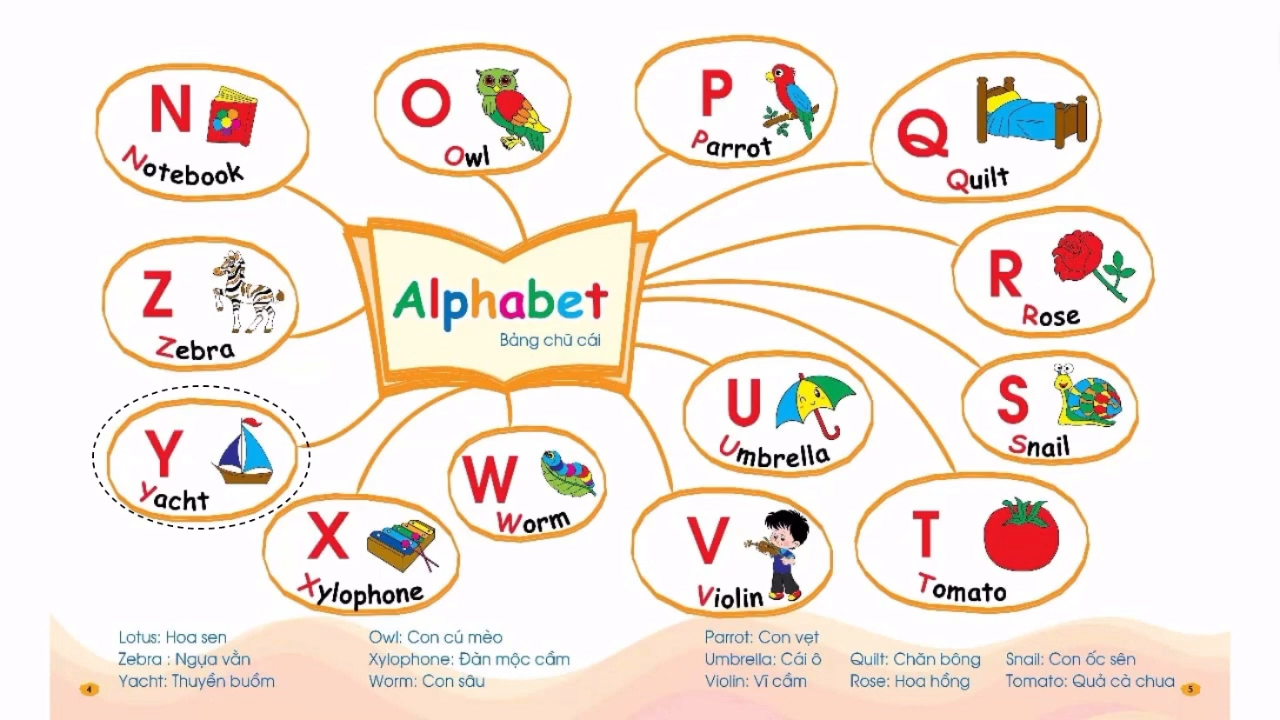 N
Notebook
O
Owl
P
Parrot
Q
Quilt
Alphabet
Bảng chữ cái
Z
Zebra
R
Rose
Y
Yacht
W
Worm
U
Umbrella
S
Snail
X
Xylophone
V
Violin
T
Tomato
Lotus: Hoa sen
Zebra : Ngựa vằn
Yacht: Thuyền buồm
Owl: Con cú mèo
Xylophone: Đàn mộc cầm
Worm: Con sâu
Parrot: Con vẹt
Umbrella: Cái ô
Violin: Vĩ cầm
Quilt: Chăn bông
Rose: Hoa hồng
Snail: Con ốc sên
Tomato: Quả cà chua
4
5